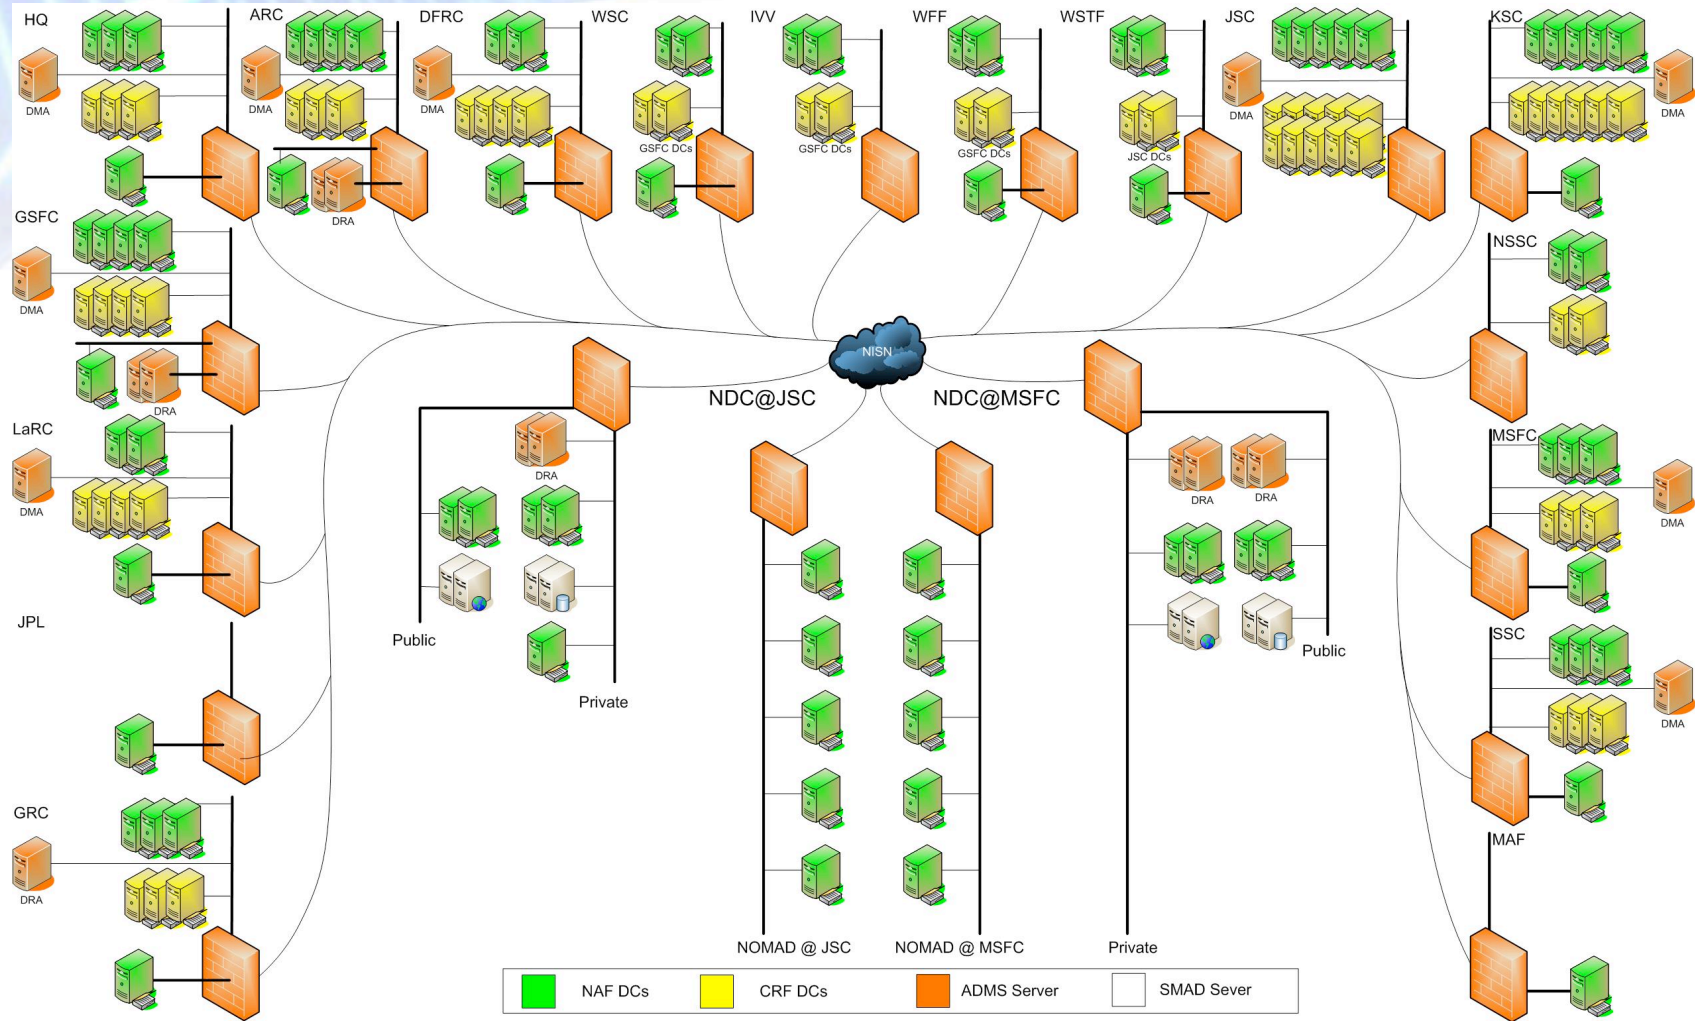 HQ
ARC
DFRC
WSC
IVV
WFF
WSTF
JSC
KSC
DMA
DMA
DMA
DMA
DMA
GSFC DCs
GSFC DCs
GSFC DCs
JSC DCs
DRA
GSFC
DMA
DRA
NSSC
NISN
NDC@JSC
NDC@MSFC
LaRC
DMA
DRA
DRA
DRA
MSFC
DMA
JPL
Public
Private
Public
SSC
DMA
GRC
DRA
MAF
NOMAD @ JSC
NOMAD @ MSFC
Private
NAF DCs
CRF DCs
ADMS Server
SMAD Sever